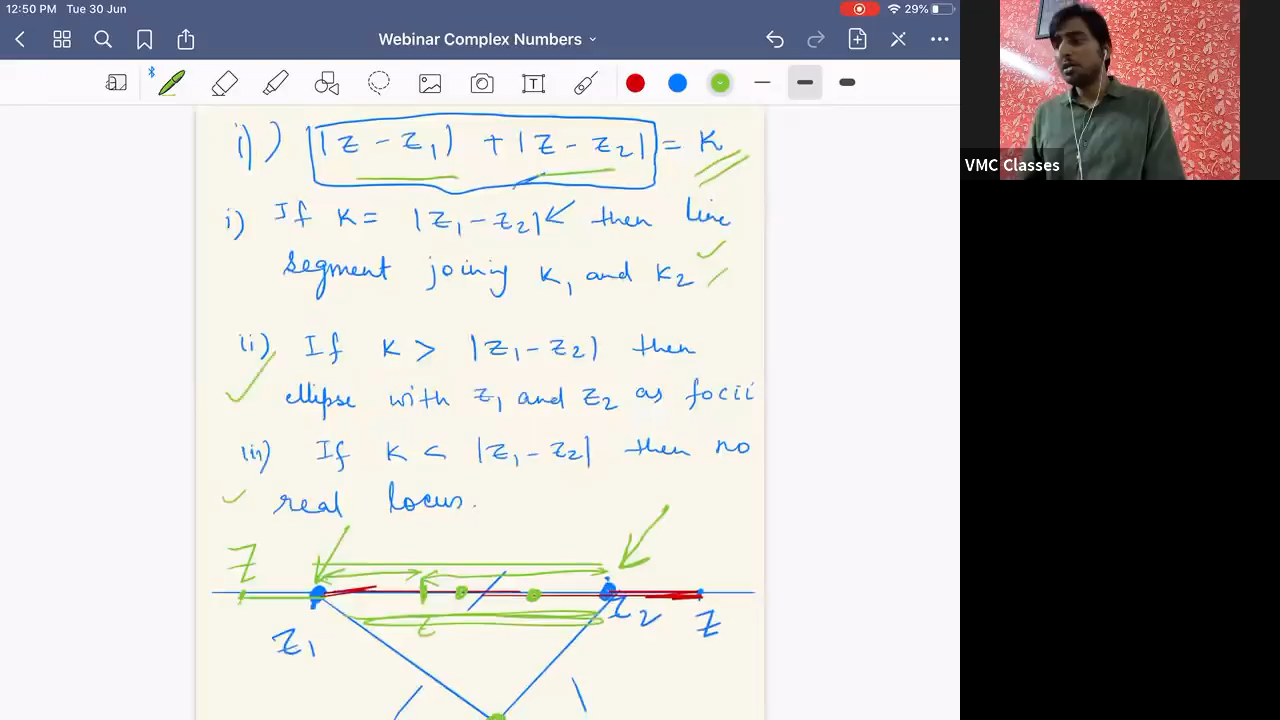 12:50 PM Tue 30 Jun
29%
Webinar Complex Numbers
T
VMC Classes
|z - z1) + |z - z2| = K
i) If K = |z1 - z2| then line
segment joining K1 and K2
(ii) If K > |z1 - z2) then
ellipse with z1 and z2 as focii
(iii) If K < |z1 - z2| then no
real locus.
Z
z1
z2
Z